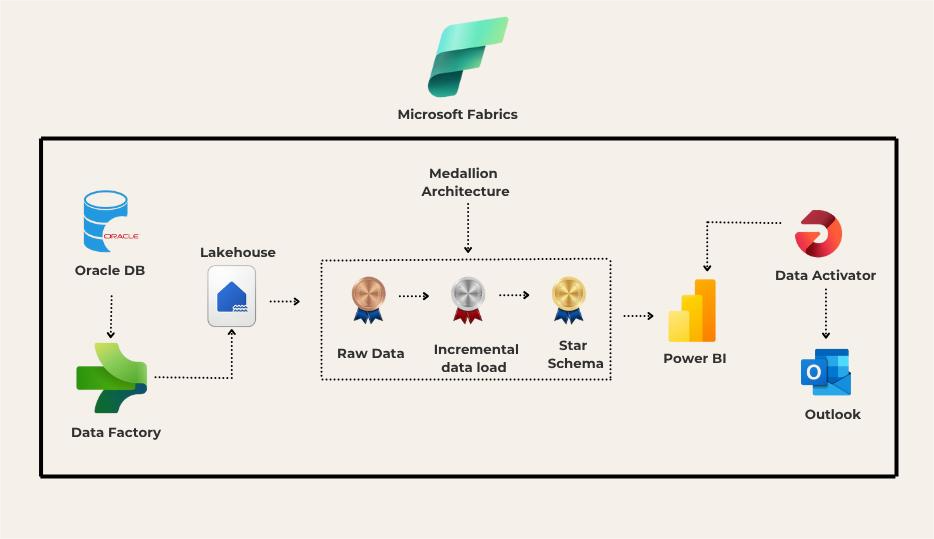 Microsoft Fabrics
Medallion
Architecture
ORACLE
Oracle DB
Lakehouse
Data Factory
Raw Data
Incremental
data load
Star
Schema
Power BI
Data Activator
O
Outlook